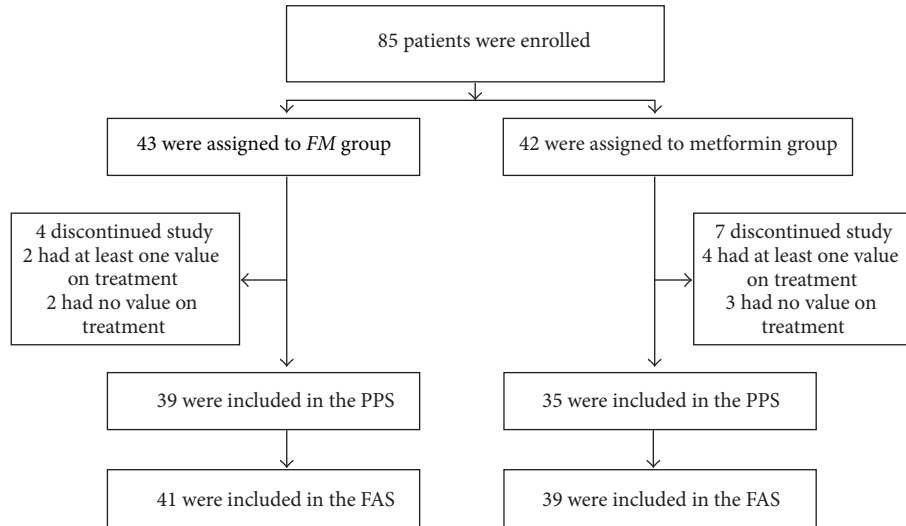 85 patients were enrolled
43 were assigned to FM group
42 were assigned to metformin group
4 discontinued study
2 had at least one value
on treatment
2 had no value on
treatment
7 discontinued study
4 had at least one value
on treatment
3 had no value on
treatment
39 were included in the PPS
35 were included in the PPS
41 were included in the FAS
39 were included in the FAS